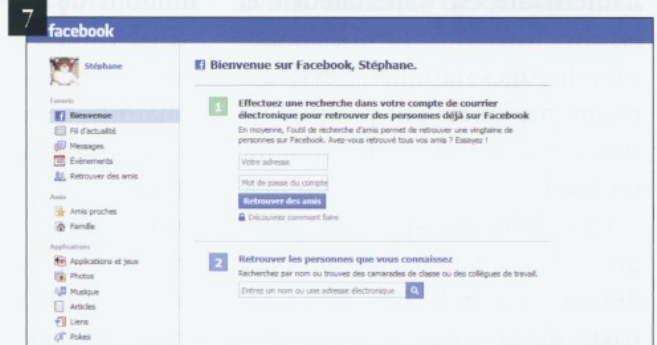 7
facebook
Stéphane
Favoris
Bienvenue
Fil d'actualité
Messages
Événements
Retrouver des amis
Amis
Amis proches
Famille
Applications
Applications et jeux
Photos
Musique
Articles
Liens
Pokes
Bienvenue sur Facebook, Stéphane.
1
Effectuez une recherche dans votre compte de courrier
électronique pour retrouver des personnes déjà sur Facebook
En moyenne, l'outil de recherche d'amis permet de retrouver une vingtaine de
personnes sur Facebook. Avez-vous retrouvé tous vos amis ? Essayez !
Votre adresse
Mot de passe du compte
Retrouver des amis
Découvrez comment faire
2
Retrouver les personnes que vous connaissez
Recherchez par nom ou trouvez des camarades de classe ou des collègues de travail.
Entrez un nom ou une adresse électronique